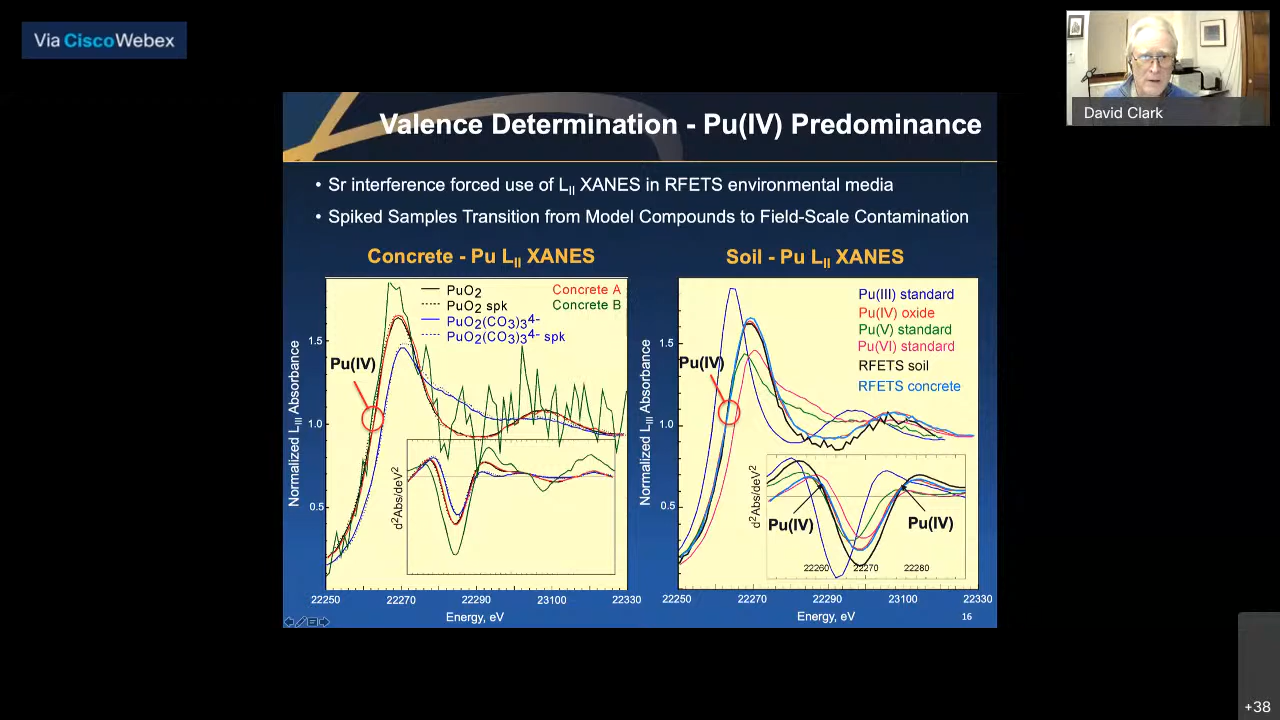 Via CiscoWebex
David Clark
Valence Determination - Pu(IV) Predominance
• Sr interference forced use of LII XANES in RFETS environmental media
• Spiked Samples Transition from Model Compounds to Field-Scale Contamination
Concrete - Pu LII XANES
PuO2
PuO2 spk
PuO2(CO3)3 4-
PuO2(CO3)3 4- spk
Concrete A
Concrete B
Pu(IV)
1.5
1.0
0.5
Normalized LIII Absorbance
d2Abs/deV2
22250 22270 22290 23100 22330
Energy, eV
Soil - Pu LII XANES
Pu(III) standard
Pu(IV) oxide
Pu(V) standard
Pu(VI) standard
RFETS soil
RFETS concrete
Pu(IV)
1.5
1.0
0.5
Normalized LIII Absorbance
d2Abs/deV2
Pu(IV)
Pu(IV)
22260 22270 22280
22250 22270 22290 23100 22330
Energy, eV
16
+38